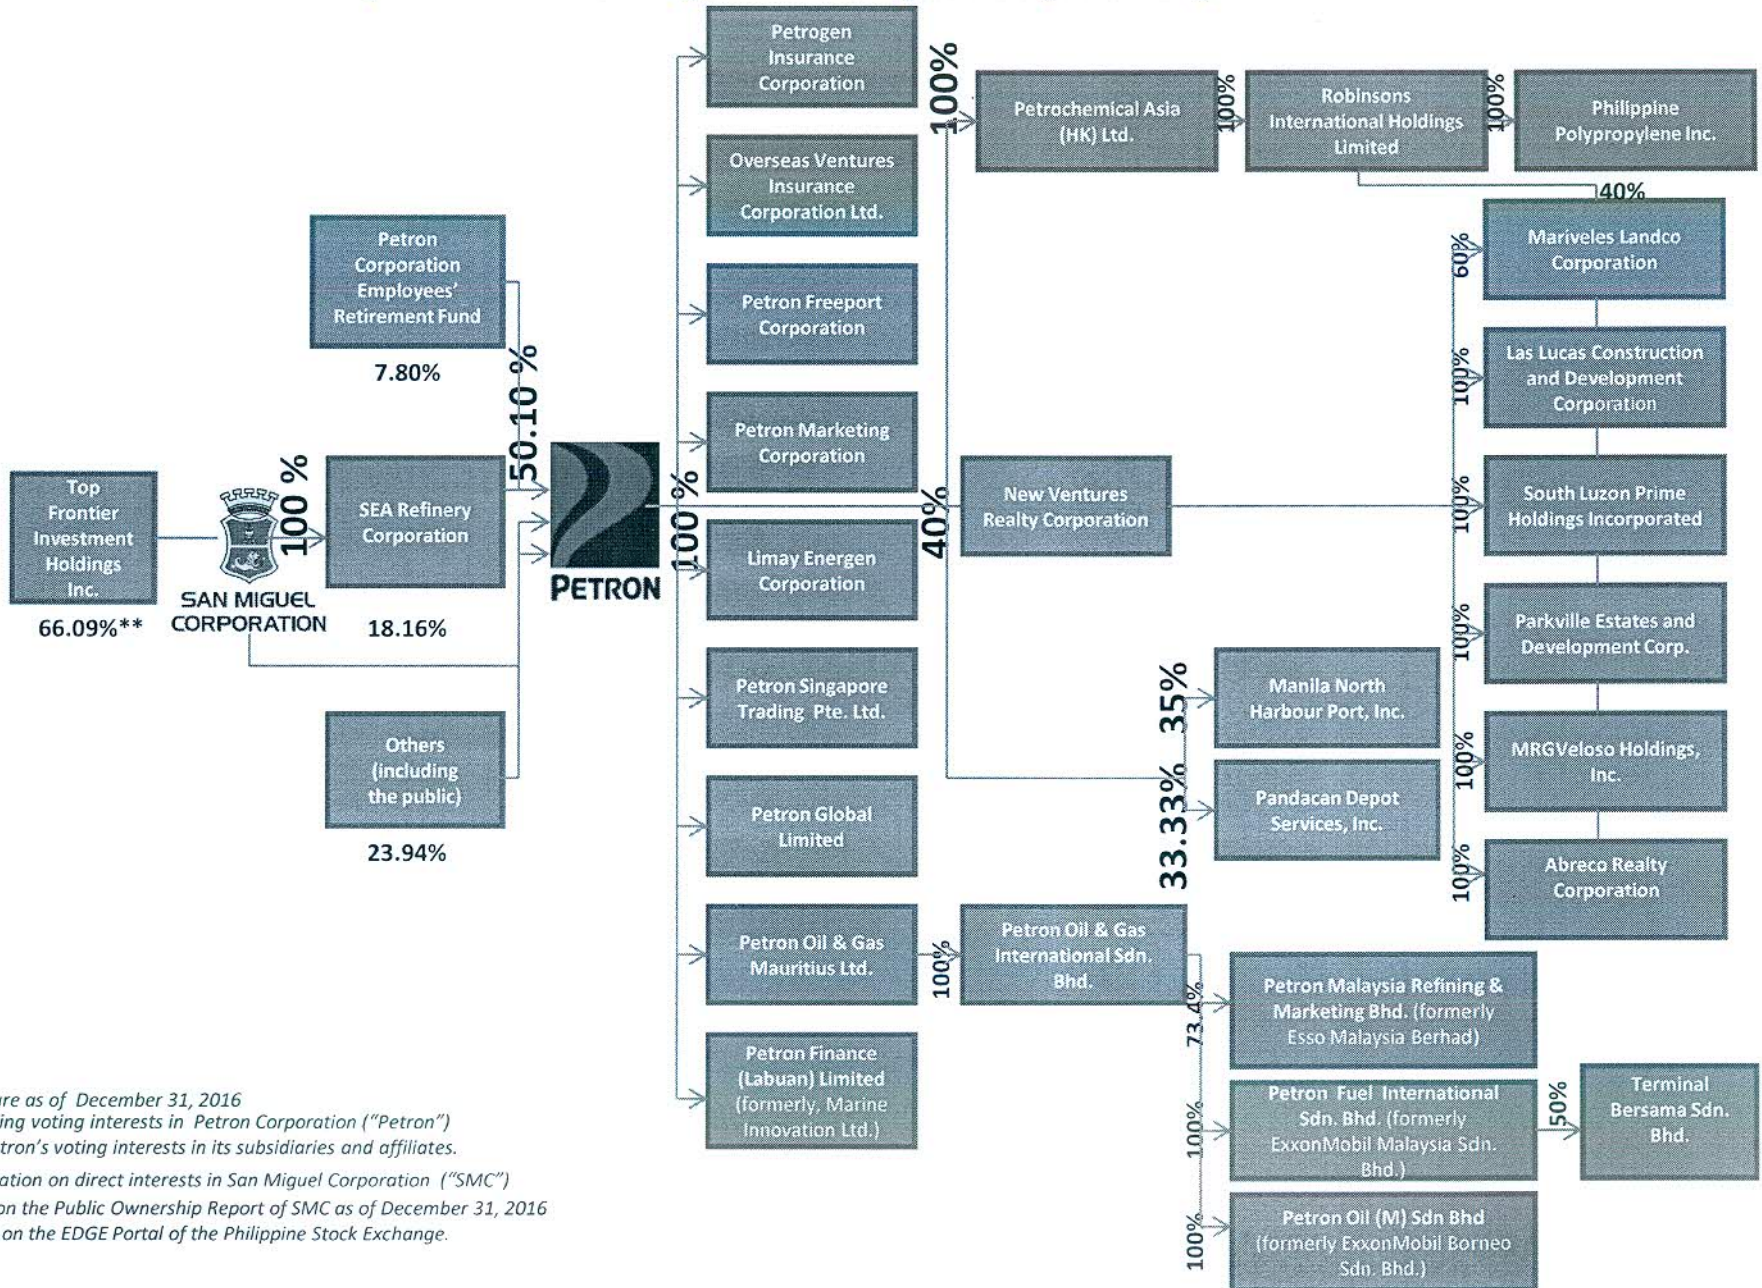 Petrogen
Insurance
Corporation
100%
Petrochemical Asia
(HK) Ltd.
100%
Robinsons
International Holdings
Limited
100%
Philippine
Polypropylene Inc.
40%
Overseas Ventures
Insurance
Corporation Ltd.
Petron
Corporation
Employees'
Retirement Fund
7.80%
60%
Mariveles Landco
Corporation
Petron Freeport
Corporation
100%
Las Lucas Construction
and Development
Corporation
50.10 %
Petron Marketing
Corporation
Top
Frontier
Investment
Holdings
Inc.
66.09%**
SAN MIGUEL
CORPORATION
100 %
SEA Refinery
Corporation
18.16%
PETRON
100 %
40%
New Ventures
Realty Corporation
100%
South Luzon Prime
Holdings Incorporated
Limay Energen
Corporation
100%
Parkville Estates and
Development Corp.
Petron Singapore
Trading Pte. Ltd.
35%
Manila North
Harbour Port, Inc.
100%
MRGVeloso Holdings,
Inc.
Others
(including
the public)
23.94%
Petron Global
Limited
33.33%
Pandacan Depot
Services, Inc.
100%
Abreco Realty
Corporation
Petron Oil & Gas
Mauritius Ltd.
100%
Petron Oil & Gas
International Sdn.
Bhd.
73.4%
Petron Malaysia Refining &
Marketing Bhd. (formerly
Esso Malaysia Berhad)
Petron Finance
(Labuan) Limited
(formerly, Marine
Innovation Ltd.)
100%
Petron Fuel International
Sdn. Bhd. (formerly
ExxonMobil Malaysia Sdn.
Bhd.)
50%
Terminal
Bersama Sdn.
Bhd.
100%
Petron Oil (M) Sdn Bhd
(formerly ExxonMobil Borneo
Sdn. Bhd.)
as of December 31, 2016
voting interests in Petron Corporation ("Petron")
voting interests in its subsidiaries and affiliates.
on direct interests in San Miguel Corporation ("SMC")
on the Public Ownership Report of SMC as of December 31, 2016
on the EDGE Portal of the Philippine Stock Exchange.